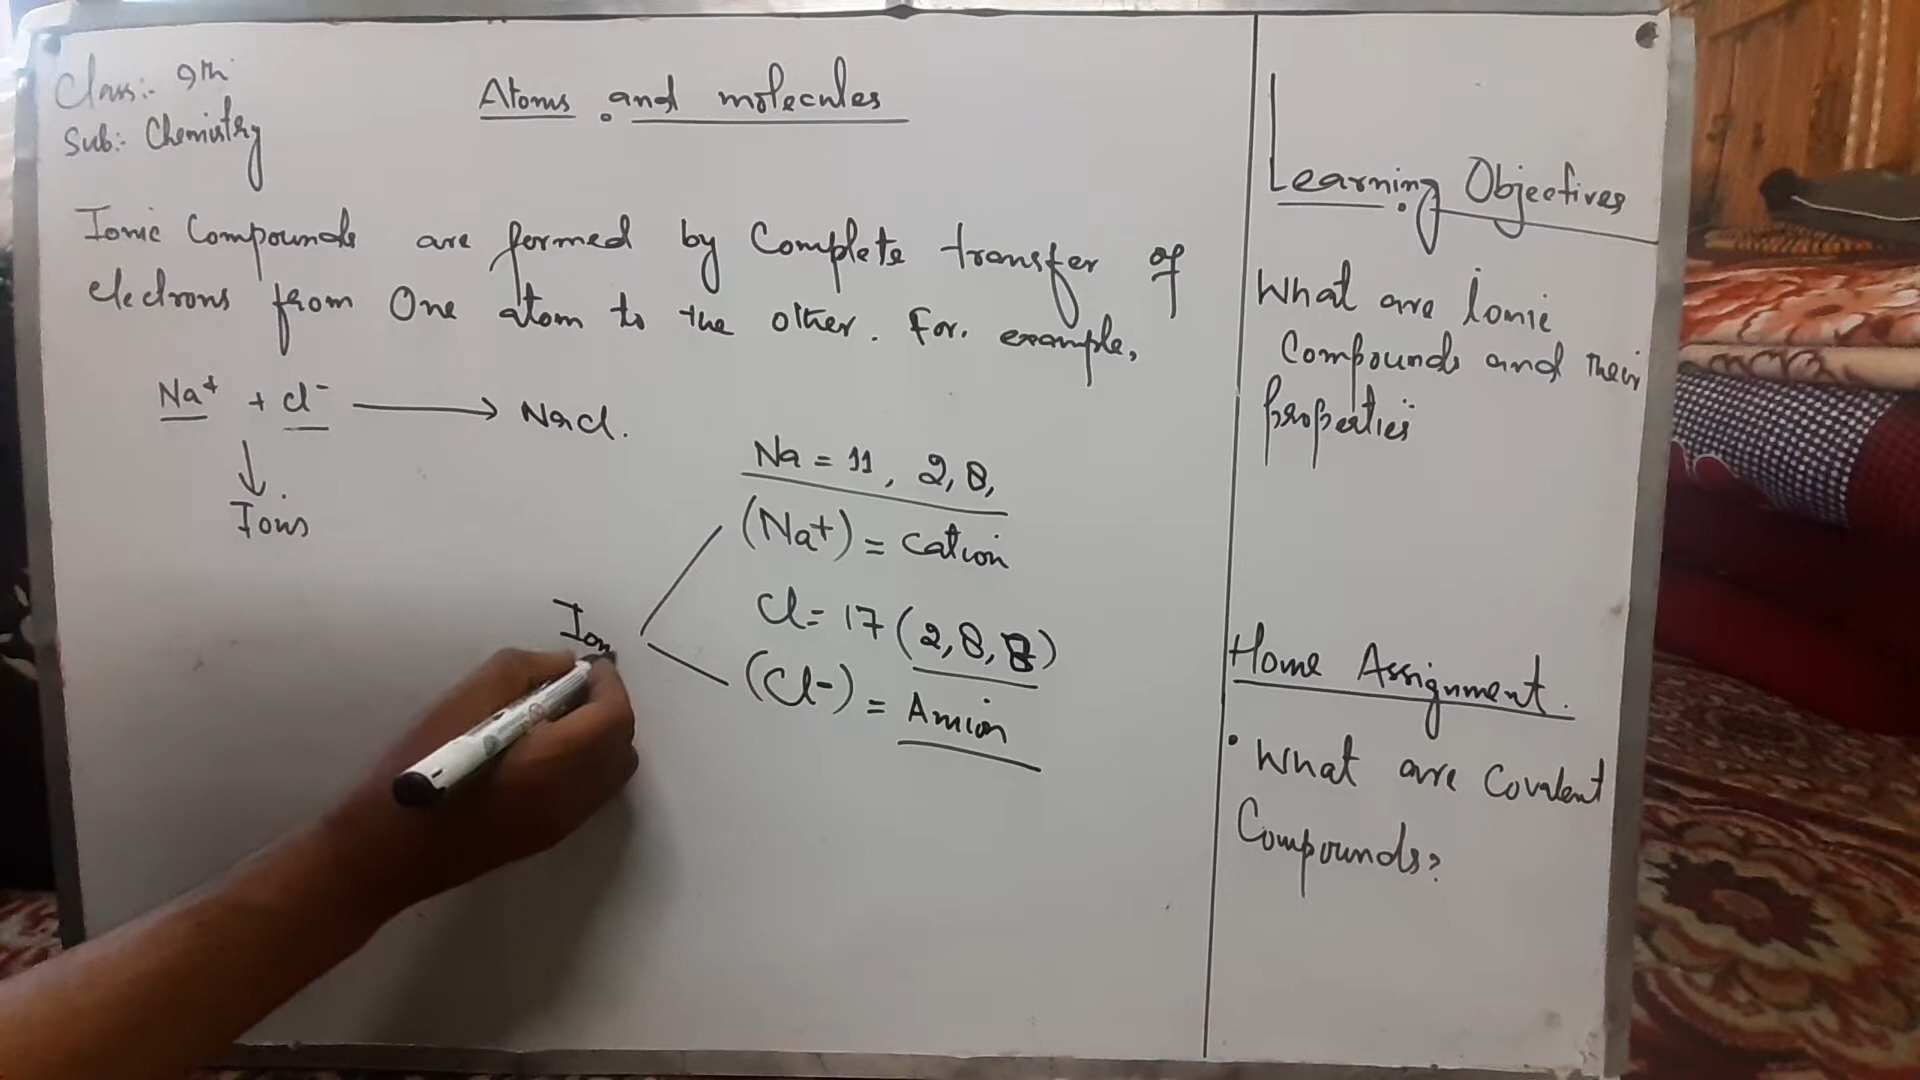 Class:- 9th
Sub:- Chemistry
Atoms and molecules
Ionic Compounds are formed by Complete transfer of
electrons from One atom to the other. For. example,
Na+ + Cl- → NaCl.
↓
Ions
Na = 11, 2, 8,
(Na+) = Cation
Cl = 17 (2, 8, 8)
(Cl-) = Anion
Ion
Learning Objectives
What are Ionic
Compounds and their
properties
Home Assignment.
• What are Covalent
Compounds?